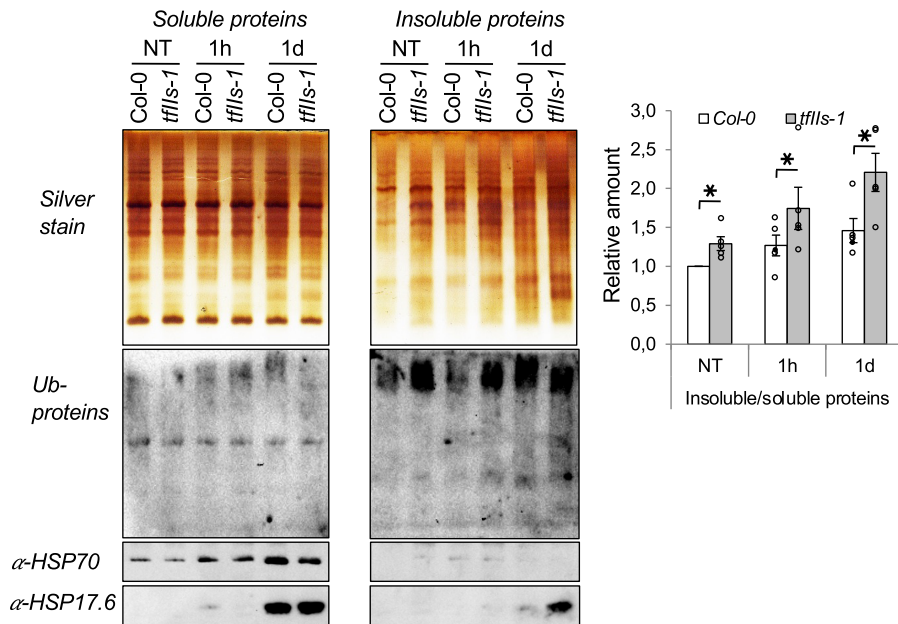 Soluble proteins
Insoluble proteins
NT 1h 1d
NT 1h 1d
Col-0 tfIIs-1 Col-0 tfIIs-1 Col-0 tfIIs-1
Col-0 tfIIs-1 Col-0 tfIIs-1 Col-0 tfIIs-1
Silver
stain
Ub-
proteins
α-HSP70
α-HSP17.6
Relative amount
3,0
2,5
2,0
1,5
1,0
0,5
0,0
Col-0 tfIIs-1
* * *
NT 1h 1d
Insoluble/soluble proteins